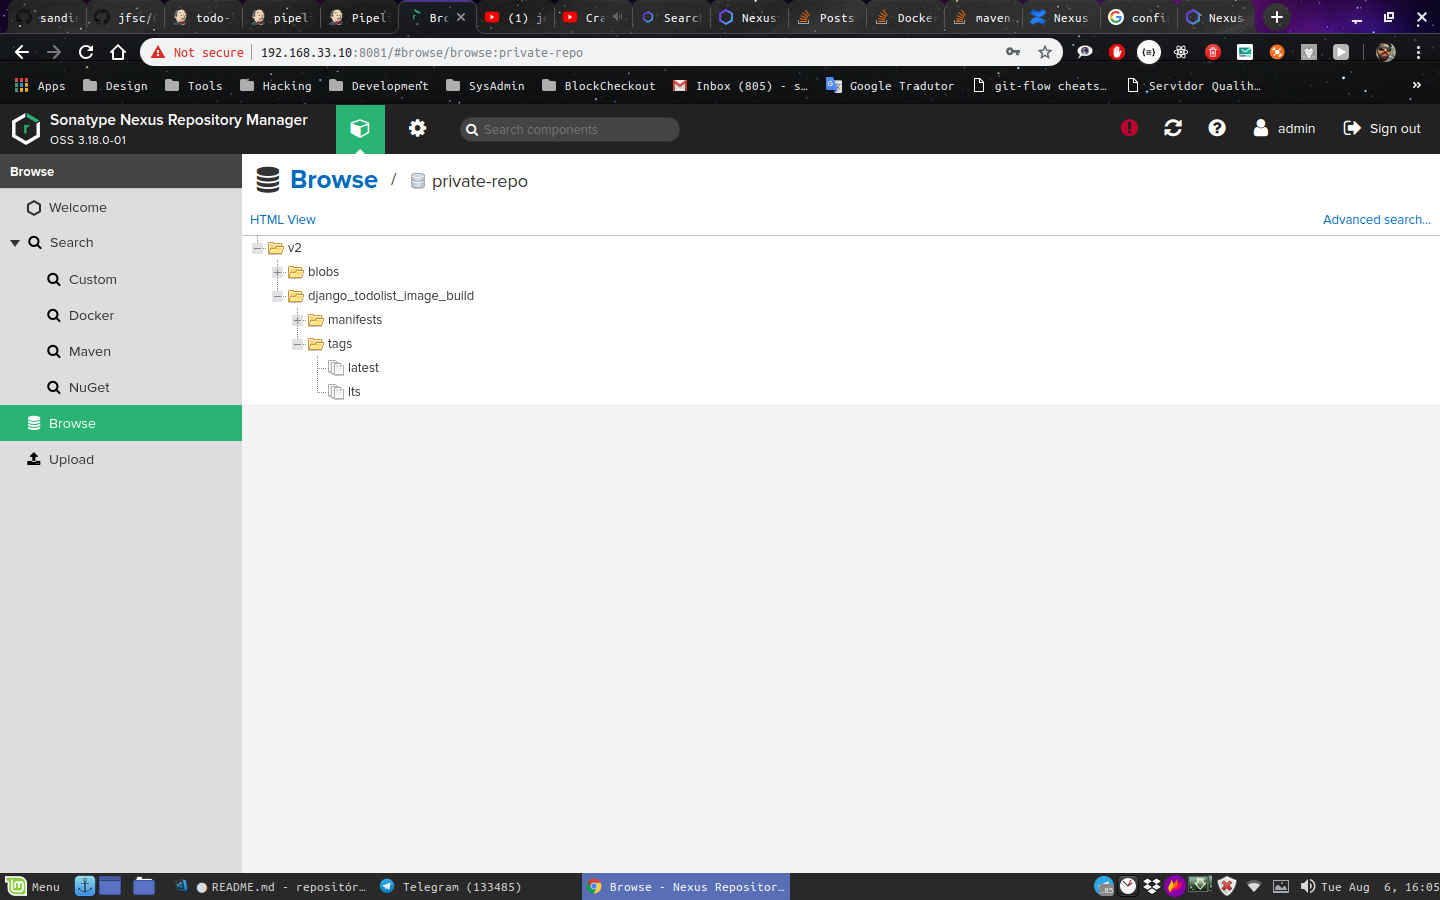 sandi
jfsc/
todo-
pipel
Pipel
Bro
(1) j
Cra
Searc
Nexus
Posts
Docke
maven
Nexus
confi
Nexus
Not secure 192.168.33.10:8081/#browse/browse:private-repo
Apps Design Tools Hacking Development SysAdmin BlockCheckout Inbox (805) - s… Google Tradutor git-flow cheats… Servidor Qualih… »
Sonatype Nexus Repository Manager
OSS 3.18.0-01
Search components
admin
Sign out
Browse
Welcome
Search
Custom
Docker
Maven
NuGet
Browse
Upload
Browse / private-repo
HTML View
Advanced search...
v2
blobs
django_todolist_image_build
manifests
tags
latest
lts
Menu
README.md - repositór…
Telegram (133485)
Browse - Nexus Repositor…
.85
Tue Aug 6, 16:05